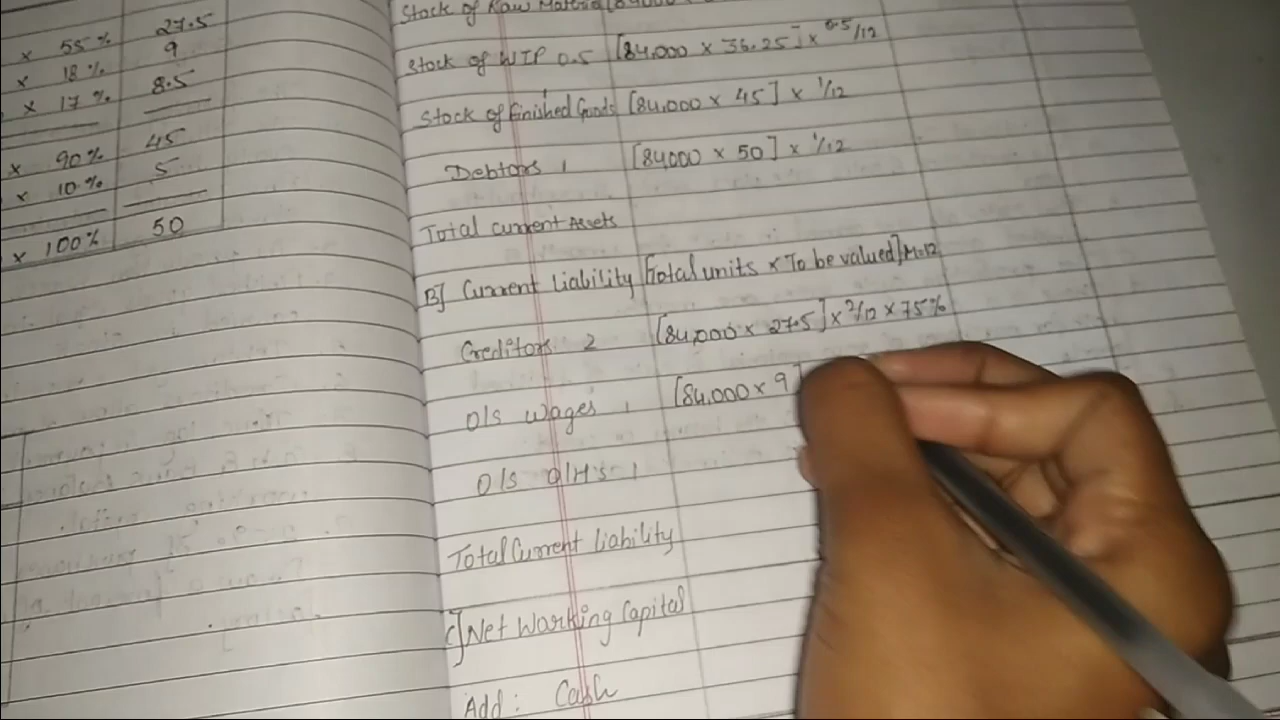 x 55% 27.5
x 18% 9
x 17% 8.5
x 90% 45
x 10% 5
x 100% 50
Stock of Raw Material
Stock of WIP 0.5 [84,000 x 36.25] x 0.5/12
Stock of Finished Goods [84,000 x 45] x 1/12
Debtors 1 [84,000 x 50] x 1/12
Total current Assets
B] Current Liability [Total units x To be valued] M÷12
Creditors 2 [84,000 x 27.5] x 2/12 x 75%
O/S Wages 1 [84,000 x 9]
O/S O/H's 1
Total Current liability
C] Net Working Capital
Add: Cash